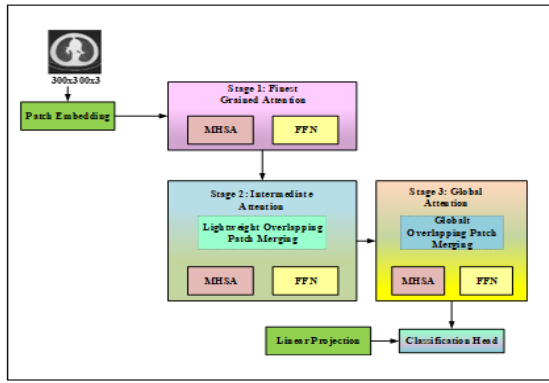 300x300x3
Patch Embedding
Stage 1: Finest
Grained Attention
MHSA
FFN
Stage 2: Intermediate
Attention
Lightweight Overlapping
Patch Merging
MHSA
FFN
Stage 3: Global
Attention
Globalt
Overlapping Patch
Merging
MHSA
FFN
Linear Projection
Classification Head